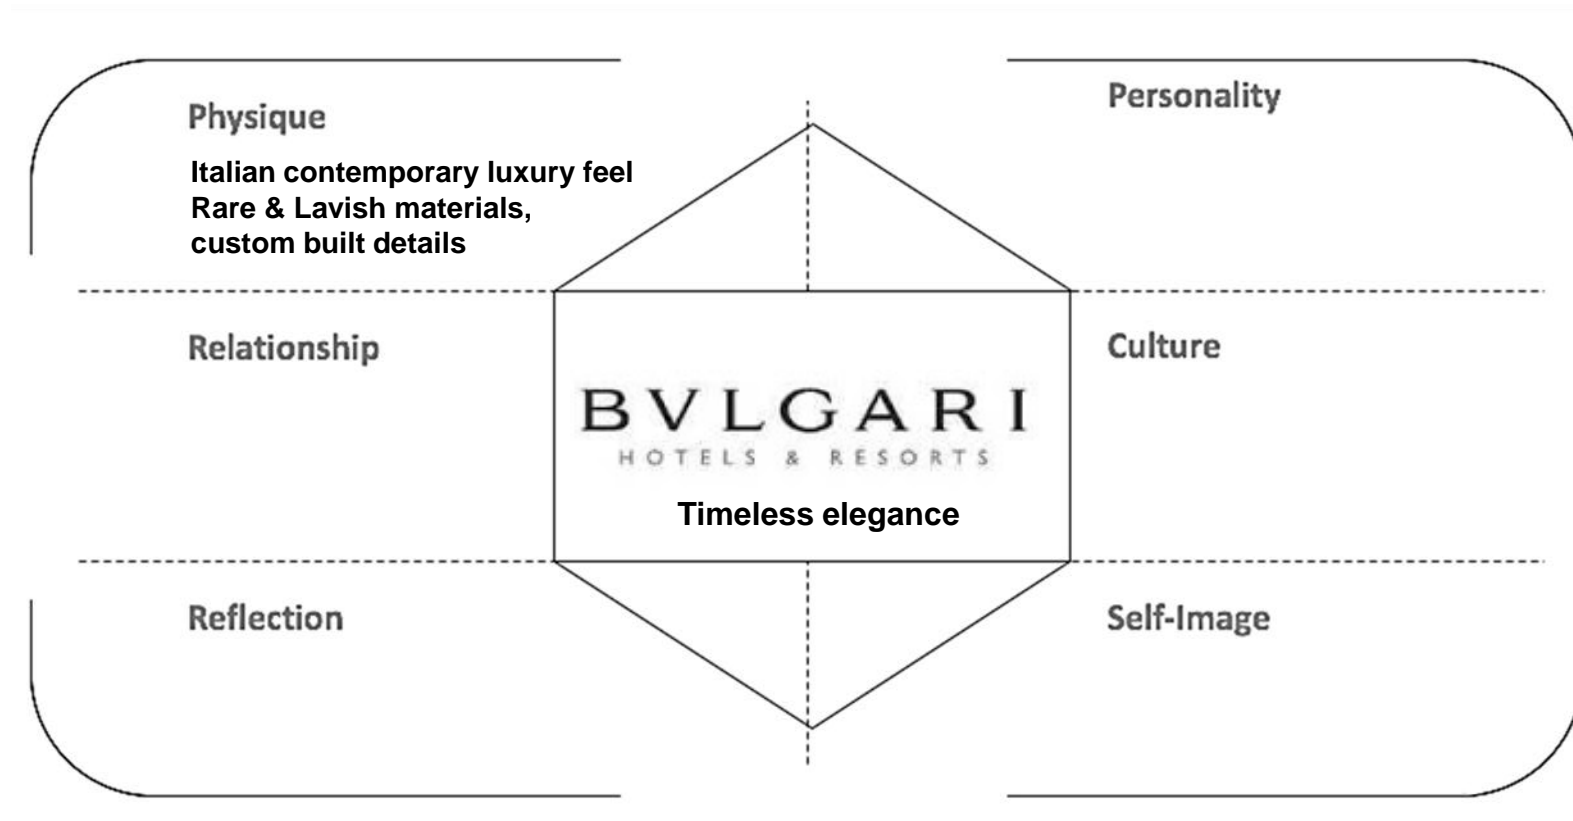 Physique
Italian contemporary luxury feel
Rare & Lavish materials,
custom built details
Personality
Relationship
BVLGARI
HOTELS & RESORTS
Timeless elegance
Culture
Reflection
Self-Image